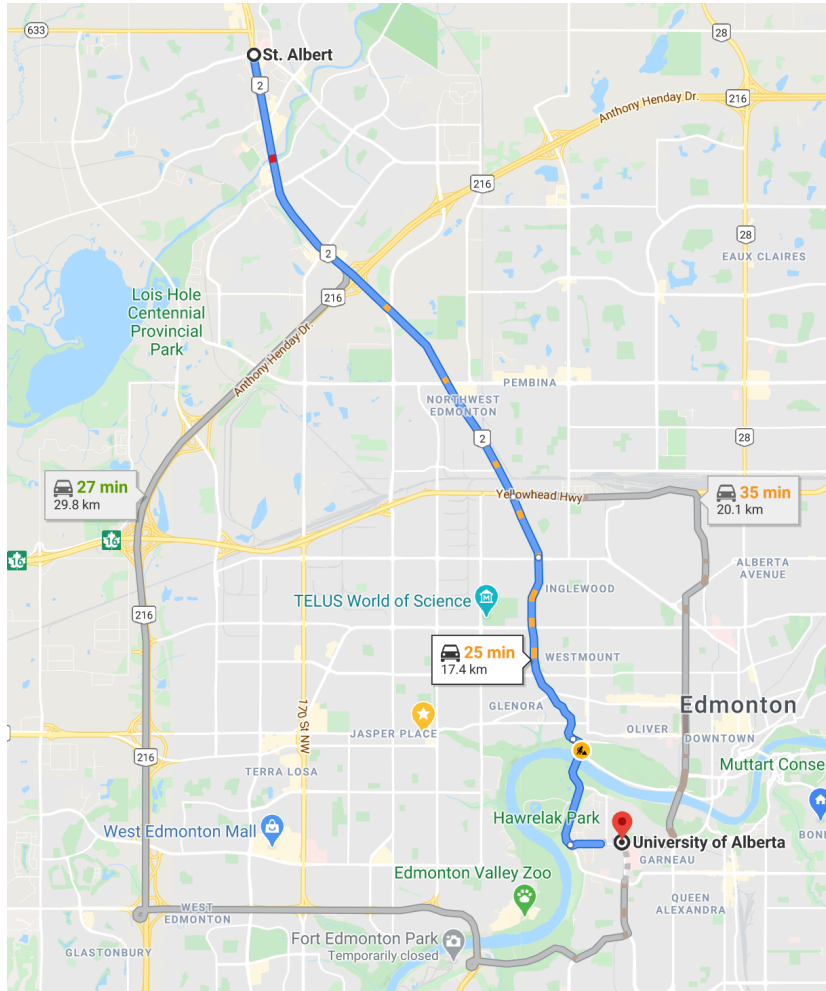 633
28
St. Albert
2
Anthony Henday Dr.
216
216
28
EAUX CLAIRES
2
216
Lois Hole
Centennial
Provincial
Park
Anthony Henday Dr.
PEMBINA
NORTHWEST
EDMONTON
2
28
27 min
29.8 km
Yellowhead Hwy
35 min
20.1 km
16
16
ALBERTA
AVENUE
INGLEWOOD
TELUS World of Science
216
25 min
17.4 km
WESTMOUNT
GLENORA
Edmonton
170 St NW
JASPER PLACE
OLIVER
DOWNTOWN
216
TERRA LOSA
Muttart Conse
Hawrelak Park
West Edmonton Mall
BON
University of Alberta
GARNEAU
Edmonton Valley Zoo
QUEEN
ALEXANDRA
WEST
EDMONTON
Fort Edmonton Park
Temporarily closed
GLASTONBURY